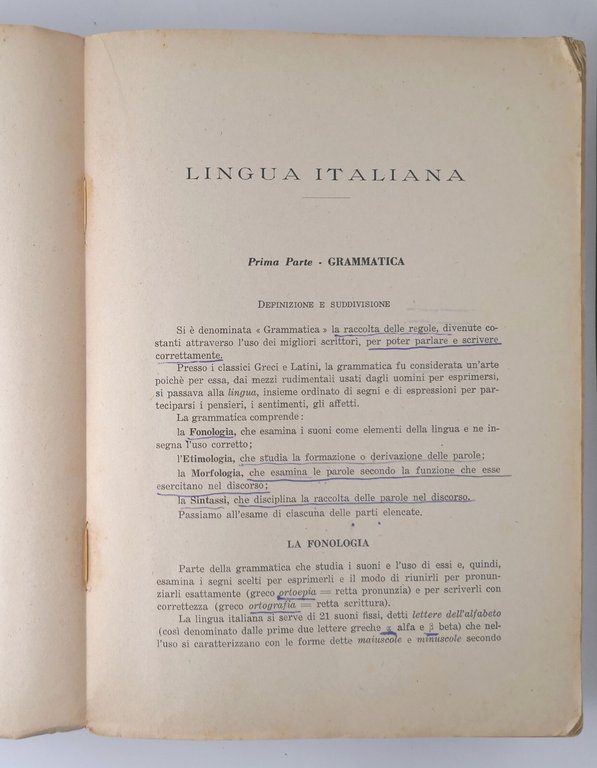 LINGUA ITALIANA
Prima Parte - GRAMMATICA
DEFINIZIONE E SUDDIVISIONE
Si è denominata « Grammatica » la raccolta delle regole, divenute co-
stanti attraverso l'uso dei migliori scrittori, per poter parlare e scrivere
correttamente.
Presso i classici Greci e Latini, la grammatica fu considerata un'arte
poichè per essa, dai mezzi rudimentali usati dagli uomini per esprimersi,
si passava alla lingua, insieme ordinato di segni e di espressioni per par-
teciparsi i pensieri, i sentimenti, gli affetti.
La grammatica comprende :
la Fonologia, che esamina i suoni come elementi della lingua e ne in-
segna l'uso corretto ;
l'Etimologia, che studia la formazione o derivazione delle parole ;
la Morfologia, che esamina le parole secondo la funzione che esse
esercitano nel discorso ;
la Sintassi, che disciplina la raccolta delle parole nel discorso.
Passiamo all'esame di ciascuna delle parti elencate.
LA FONOLOGIA
Parte della grammatica che studia i suoni e l'uso di essi e, quindi,
esamina i segni scelti per esprimerli e il modo di riunirli per pronun-
ziarli esattamente (greco ortoepia = retta pronunzia) e per scriverli con
correttezza (greco ortografia = retta scrittura).
La lingua italiana si serve di 21 suoni fissi, detti lettere dell'alfabeto
(così denominato dalle prime due lettere greche α alfa e β beta) che nel-
l'uso si caratterizzano con le forme dette maiuscole e minuscole secondo